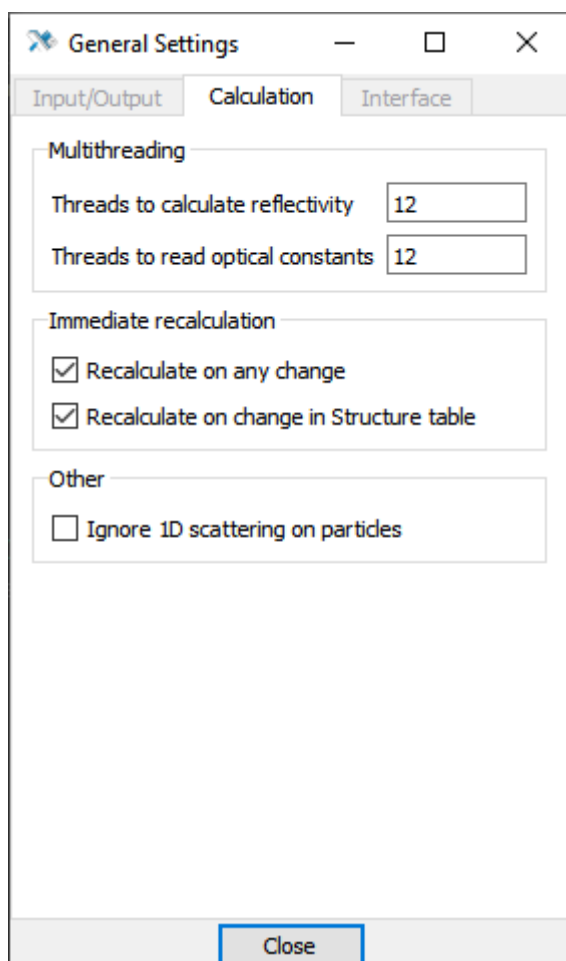 General Settings
Input/Output Calculation Interface
Multithreading
Threads to calculate reflectivity 12
Threads to read optical constants 12
Immediate recalculation
Recalculate on any change
Recalculate on change in Structure table
Other
Ignore 1D scattering on particles
Close